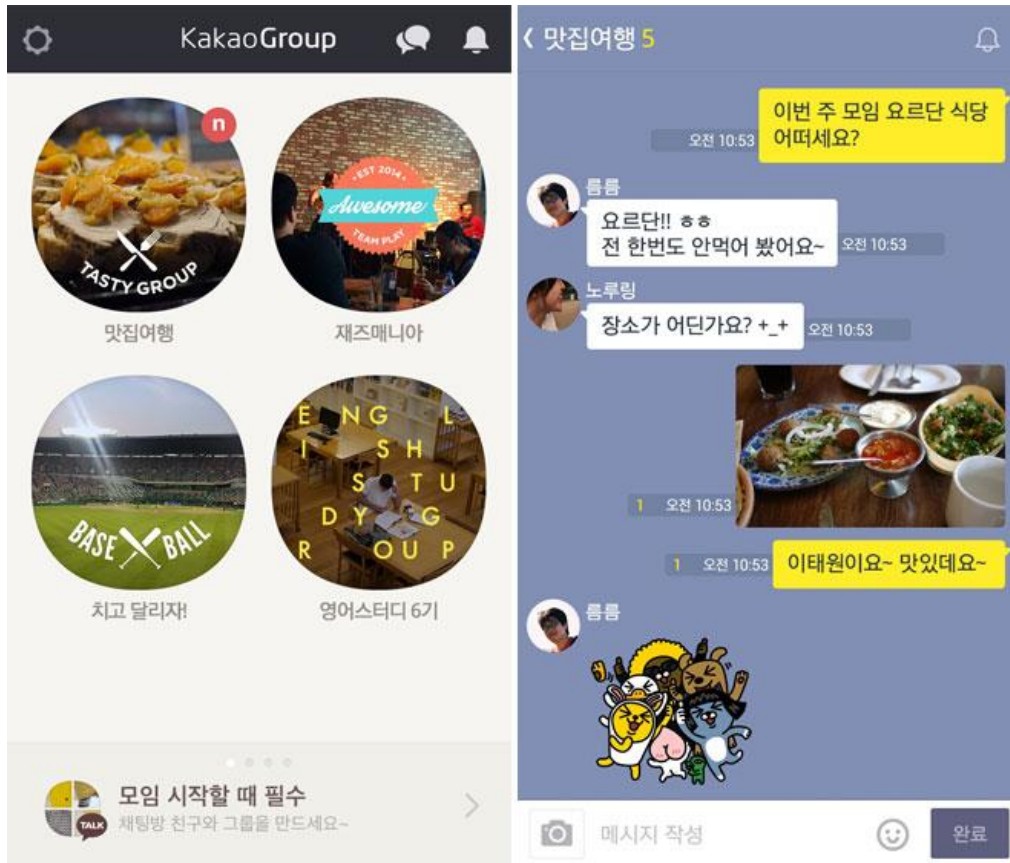 KakaoGroup
n
TASTY GROUP
맛집여행
EST 2014
Awesome
TEAM PLAY
재즈매니아
BASE BALL
치고 달리자!
ENGL
ISH
STU
DY G
ROUP
영어스터디 6기
TALK
모임 시작할 때 필수
채팅방 친구와 그룹을 만드세요~
맛집여행 5
이번 주 모임 요르단 식당
어떠세요?
오전 10:53
름름
요르단!! ㅎㅎ
전 한번도 안먹어 봤어요~
오전 10:53
노루링
장소가 어딘가요? +_+
오전 10:53
1 오전 10:53
1 오전 10:53
이태원이요~ 맛있데요~
름름
메시지 작성
완료